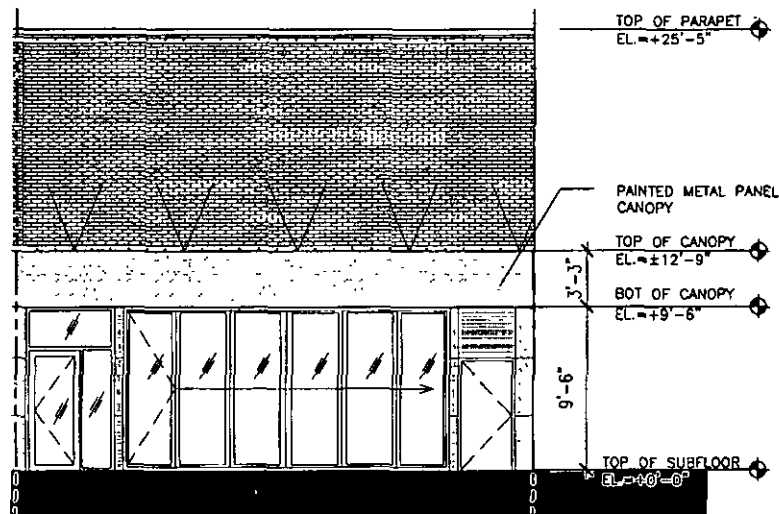 TOP OF PARAPET
EL.=+25'-5"
PAINTED METAL PANEL
CANOPY
TOP OF CANOPY
EL.=±12'-9"
3'-3"
BOT OF CANOPY
EL.=+9'-6"
9'-6"
TOP OF SUBFLOOR
EL.=+0'-0"